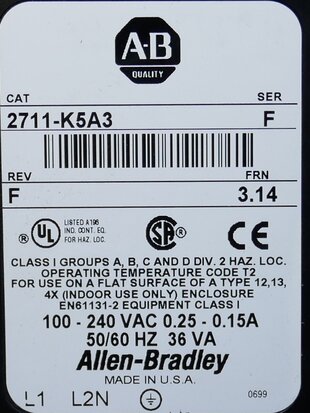 A-B
QUALITY
CAT SER
2711-K5A3 F
REV FRN
F 3.14
UL LISTED A196
IND. CONT. EQ.
FOR HAZ. LOC.
SA CE
CLASS I GROUPS A, B, C AND D DIV. 2 HAZ. LOC.
OPERATING TEMPERATURE CODE T2
FOR USE ON A FLAT SURFACE OF A TYPE 12,13,
4X (INDOOR USE ONLY) ENCLOSURE
EN61131-2 EQUIPMENT CLASS I
100 - 240 VAC 0.25 - 0.15A
50/60 HZ 36 VA
Allen-Bradley
MADE IN U.S.A.
L1 L2N 0699